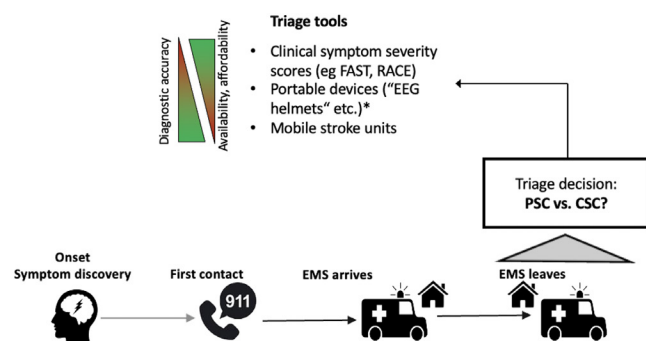 Triage tools
Diagnostic accuracy
Availability, affordability
• Clinical symptom severity
scores (eg FAST, RACE)
• Portable devices (“EEG
helmets“ etc.)*
• Mobile stroke units
Triage decision:
PSC vs. CSC?
Onset
Symptom discovery
First contact
EMS arrives
EMS leaves
911